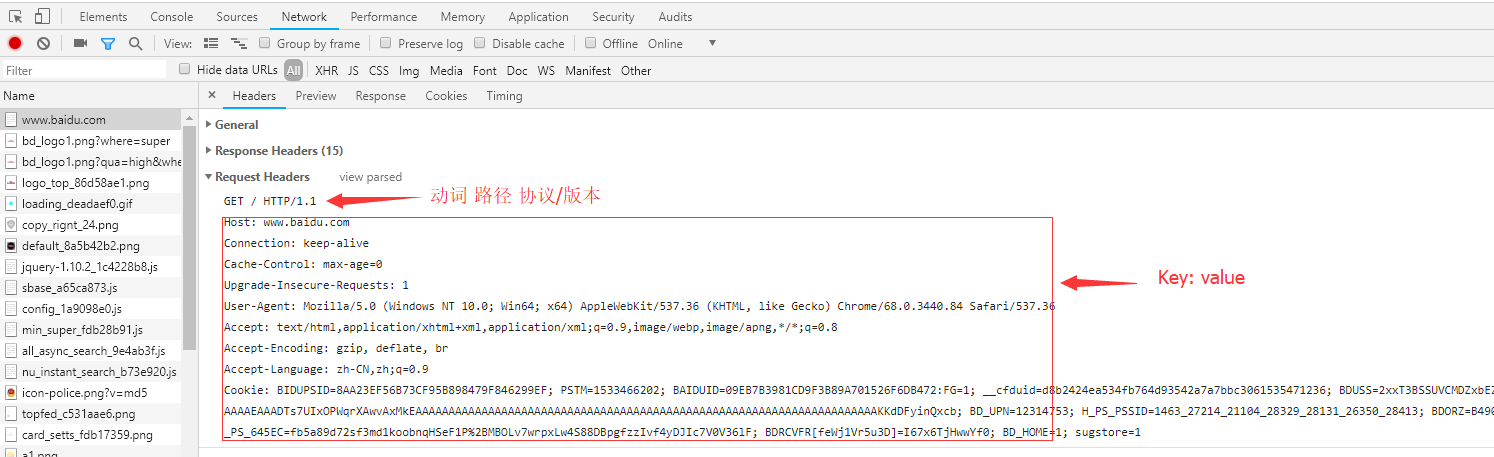 Elements Console Sources Network Performance Memory Application Security Audits
View: Group by frame Preserve log Disable cache Offline Online
Filter Hide data URLs All XHR JS CSS Img Media Font Doc WS Manifest Other
Name × Headers Preview Response Cookies Timing
www.baidu.com
bd_logo1.png?where=super
bd_logo1.png?qua=high&whe
logo_top_86d58ae1.png
loading_deadaef0.gif
copy_rignt_24.png
default_8a5b42b2.png
jquery-1.10.2_1c4228b8.js
sbase_a65ca873.js
config_1a9098e0.js
min_super_fdb28b91.js
all_async_search_9e4ab3f.js
nu_instant_search_b73e920.js
icon-police.png?v=md5
topfed_c531aae6.png
card_setts_fdb17359.png
a1.png
General
Response Headers (15)
Request Headers view parsed
GET / HTTP/1.1
动词 路径 协议/版本
Host: www.baidu.com
Connection: keep-alive
Cache-Control: max-age=0
Key: value
Upgrade-Insecure-Requests: 1
User-Agent: Mozilla/5.0 (Windows NT 10.0; Win64; x64) AppleWebKit/537.36 (KHTML, like Gecko) Chrome/68.0.3440.84 Safari/537.36
Accept: text/html,application/xhtml+xml,application/xml;q=0.9,image/webp,image/apng,*/*;q=0.8
Accept-Encoding: gzip, deflate, br
Accept-Language: zh-CN,zh;q=0.9
Cookie: BIDUPSID=8AA23EF56B73CF95B898479F846299EF; PSTM=1533466202; BAIDUID=09EB7B3981CD9F3B89A701526F6DB472:FG=1; __cfduid=d8b2424ea534fb764d93542a7a7bbc3061535471236; BDUSS=2xxT3BSSUVCMDZxbEZ
BD_UPN=12314753; H_PS_PSSID=1463_27214_21104_28329_28131_26350_28413; BDORZ=B490
_PS_645EC=fb5a89d72sf3md1koobnqHSeF1P%2BMBOLv7wrpxLw4S88DBpgfzzIvf4yDJIc7V0V36lF; BDRCVFR[feWj1Vr5u3D]=I67x6TjHwwYf0; BD_HOME=1; sugstore=1